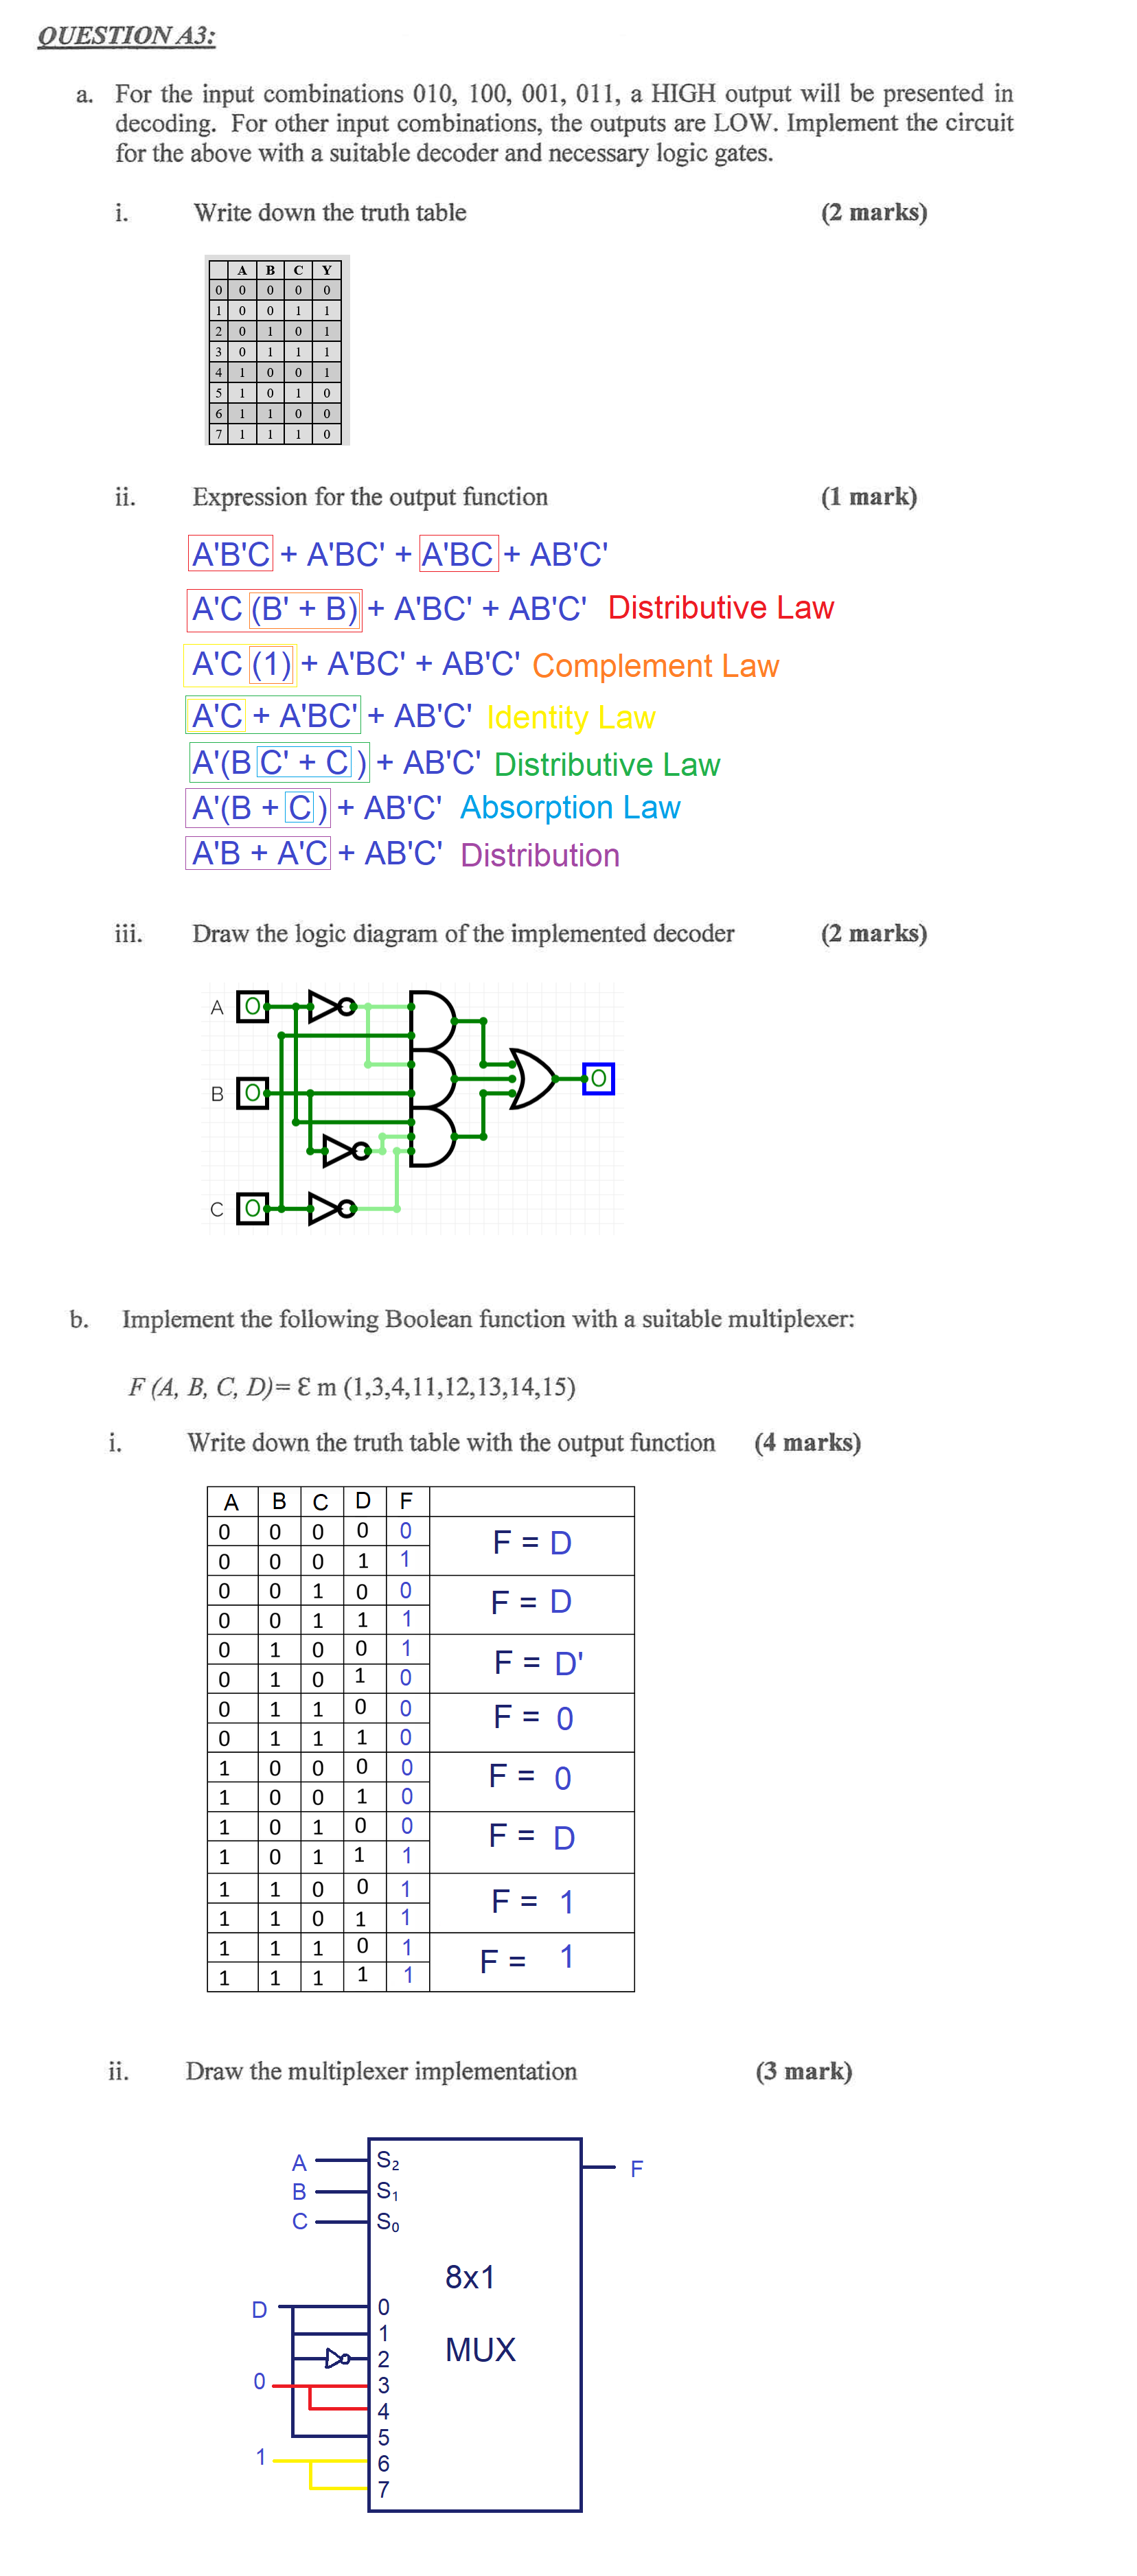 QUESTION A3:
a. For the input combinations 010, 100, 001, 011, a HIGH output will be presented in
decoding. For other input combinations, the outputs are LOW. Implement the circuit
for the above with a suitable decoder and necessary logic gates.
i. Write down the truth table (2 marks)
A B C Y
0 0 0 0 0
1 0 0 1 1
2 0 1 0 1
3 0 1 1 1
4 1 0 0 1
5 1 0 1 0
6 1 1 0 0
7 1 1 1 0
ii. Expression for the output function (1 mark)
A'B'C + A'BC' + A'BC + AB'C'
A'C (B' + B) + A'BC' + AB'C' Distributive Law
A'C (1) + A'BC' + AB'C' Complement Law
A'C + A'BC' + AB'C' Identity Law
A'(B C' + C ) + AB'C' Distributive Law
A'(B + C) + AB'C' Absorption Law
A'B + A'C + AB'C' Distribution
iii. Draw the logic diagram of the implemented decoder (2 marks)
A 0
B 0
0
C 0
b. Implement the following Boolean function with a suitable multiplexer:
F (A, B, C, D)= Ɛ m (1,3,4,11,12,13,14,15)
i. Write down the truth table with the output function (4 marks)
A B C D F
0 0 0 0 0
F = D
0 0 0 1 1
0 0 1 0 0
F = D
0 0 1 1 1
0 1 0 0 1
F = D'
0 1 0 1 0
0 1 1 0 0
F = 0
0 1 1 1 0
1 0 0 0 0
F = 0
1 0 0 1 0
1 0 1 0 0
F = D
1 0 1 1 1
1 1 0 0 1
F = 1
1 1 0 1 1
1 1 1 0 1
F = 1
1 1 1 1 1
ii. Draw the multiplexer implementation (3 mark)
A S2 F
B S1
C S0
8x1
D 0
1
MUX
2
0 3
4
5
1 6
7